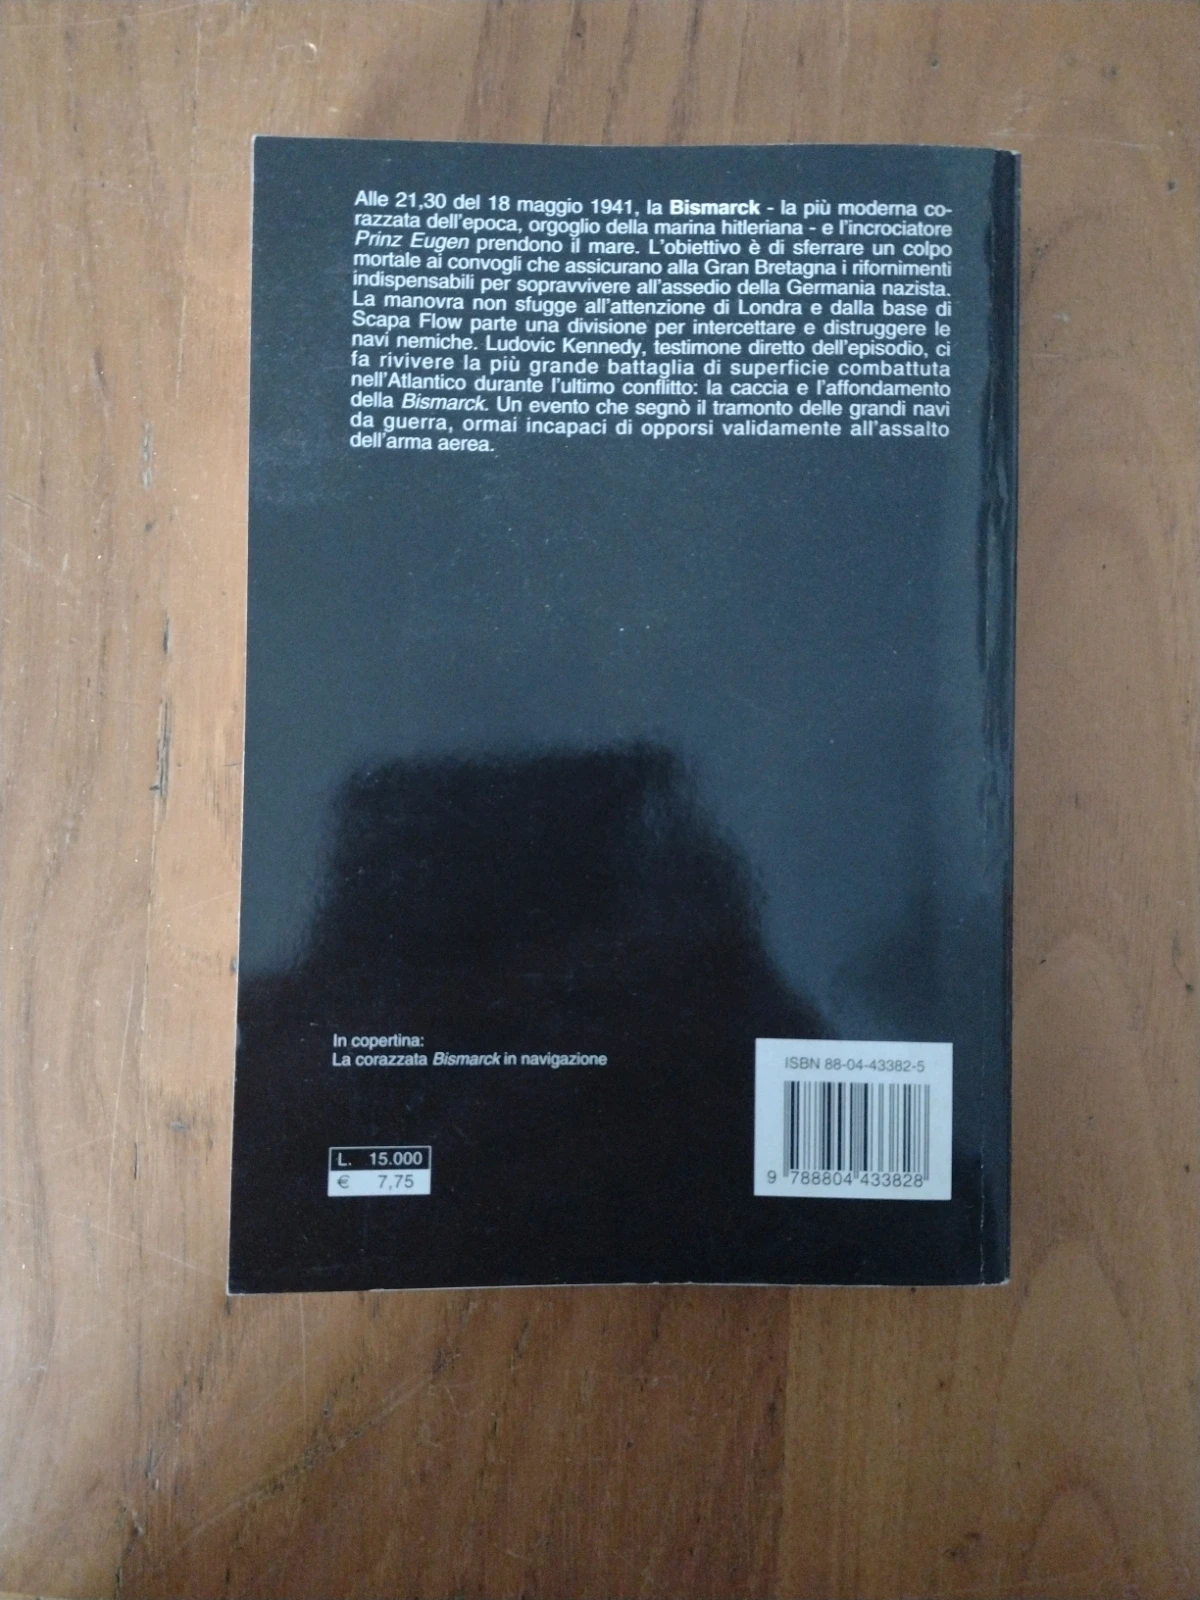 Alle 21,30 del 18 maggio 1941, la Bismarck - la più moderna co-
razzata dell'epoca, orgoglio della marina hitleriana - e l'incrociatore
Prinz Eugen prendono il mare. L'obiettivo è di sferrare un colpo
mortale ai convogli che assicurano alla Gran Bretagna i rifornimenti
indispensabili per sopravvivere all'assedio della Germania nazista.
La manovra non sfugge all'attenzione di Londra e dalla base di
Scapa Flow parte una divisione per intercettare e distruggere le
navi nemiche. Ludovic Kennedy, testimone diretto dell'episodio, ci
fa rivivere la più grande battaglia di superficie combattuta
nell'Atlantico durante l'ultimo conflitto: la caccia e l'affondamento
della Bismarck. Un evento che segnò il tramonto delle grandi navi
da guerra, ormai incapaci di opporsi validamente all'assalto
dell'arma aerea.
In copertina:
La corazzata Bismarck in navigazione
L. 15.000
€ 7,75
ISBN 88-04-43382-5
9 788804 433828